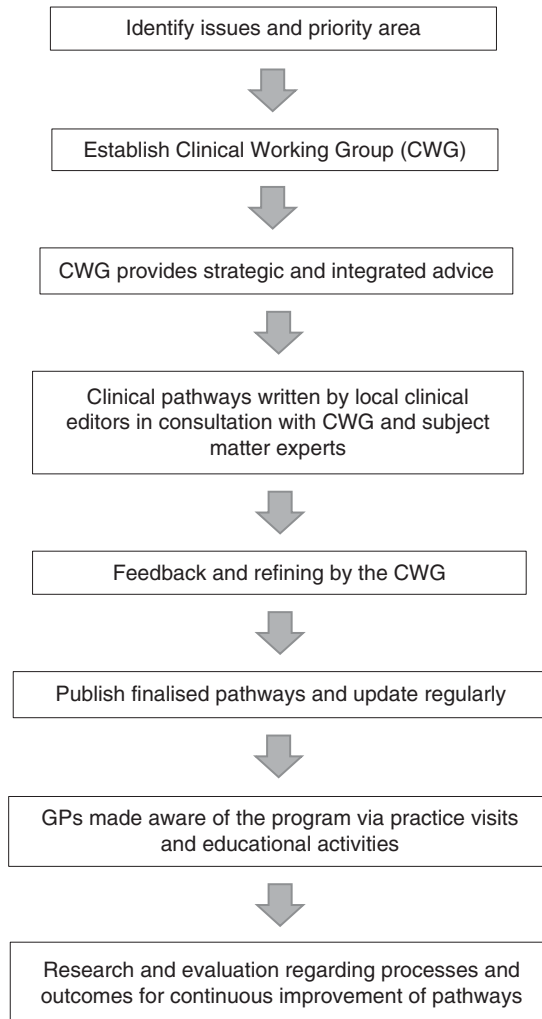 Identify issues and priority area
Establish Clinical Working Group (CWG)
CWG provides strategic and integrated advice
Clinical pathways written by local clinical
editors in consultation with CWG and subject
matter experts
Feedback and refining by the CWG
Publish finalised pathways and update regularly
GPs made aware of the program via practice visits
and educational activities
Research and evaluation regarding processes and
outcomes for continuous improvement of pathways